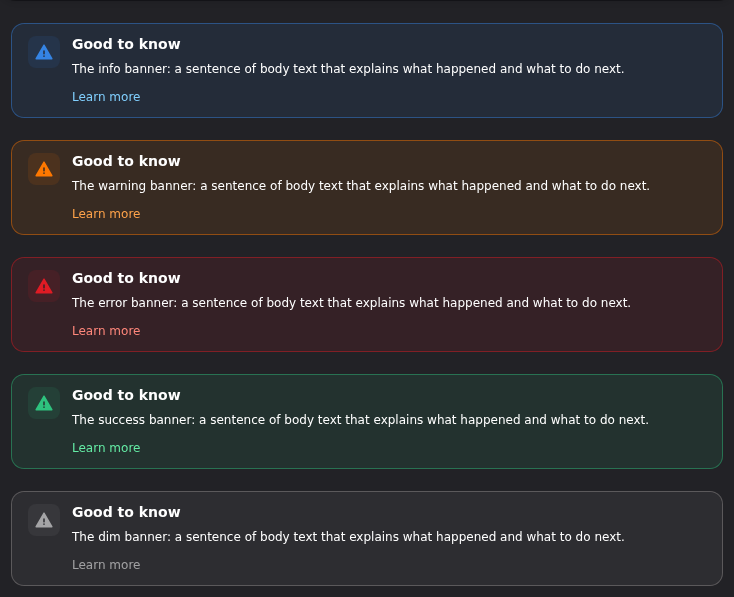 Good to know
The info banner: a sentence of body text that explains what happened and what to do next.
Learn more
Good to know
The warning banner: a sentence of body text that explains what happened and what to do next.
Learn more
Good to know
The error banner: a sentence of body text that explains what happened and what to do next.
Learn more
Good to know
The success banner: a sentence of body text that explains what happened and what to do next.
Learn more
Good to know
The dim banner: a sentence of body text that explains what happened and what to do next.
Learn more